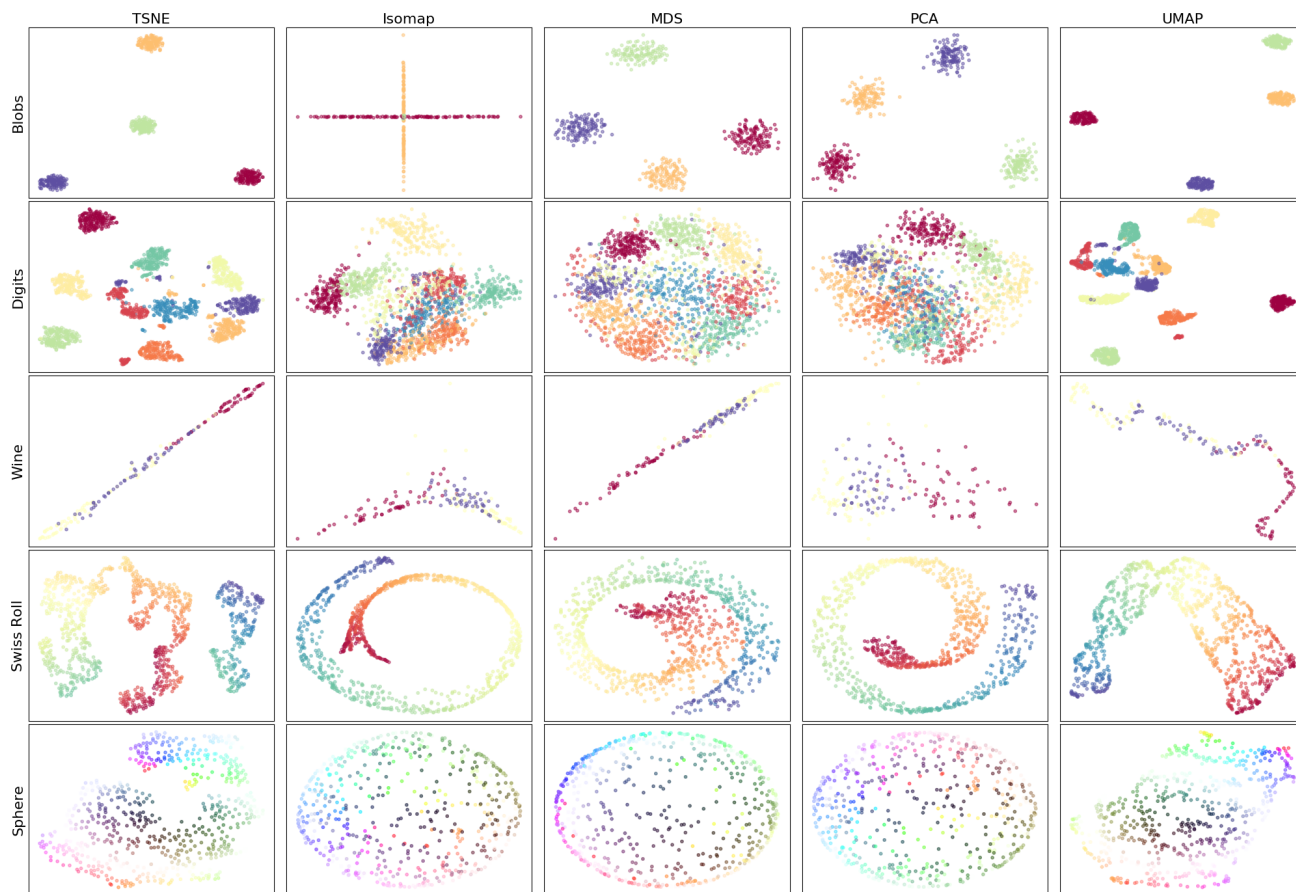 TSNE Isomap MDS PCA UMAP
Blobs
Digits
Wine
Swiss Roll
Sphere